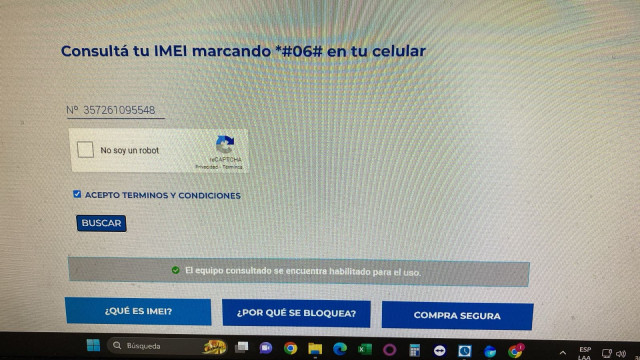 Consultá tu IMEI marcando *#06# en tu celular
Nº 357261095548
No soy un robot
reCAPTCHA
Privacidad - Términos
ACEPTO TERMINOS Y CONDICIONES
BUSCAR
El equipo consultado se encuentra habilitado para el uso.
¿QUÉ ES IMEI?
¿POR QUÉ SE BLOQUEA?
COMPRA SEGURA
Búsqueda
ESP
LAA